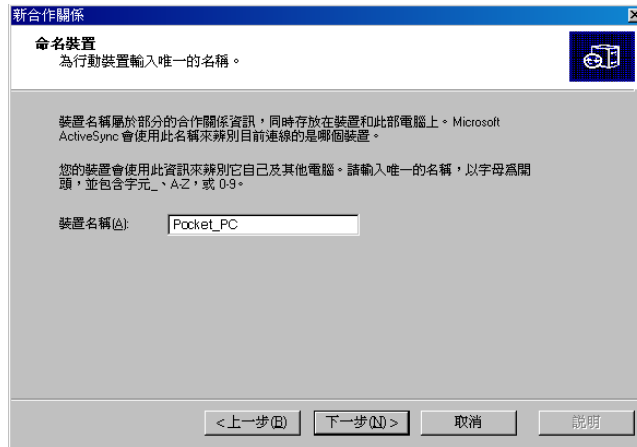 新合作關係
命名裝置
為行動裝置輸入唯一的名稱。
裝置名稱屬於部分的合作關係資訊，同時存放在裝置和此部電腦上。Microsoft
ActiveSync 會使用此名稱來辨別目前連線的是哪個裝置。
您的裝置會使用此資訊來辨別它自己及其他電腦。請輸入唯一的名稱，以字母為開
頭，並包含字元_、A-Z，或 0-9。
裝置名稱(A): Pocket_PC
<上一步(B) 下一步(N)> 取消 說明